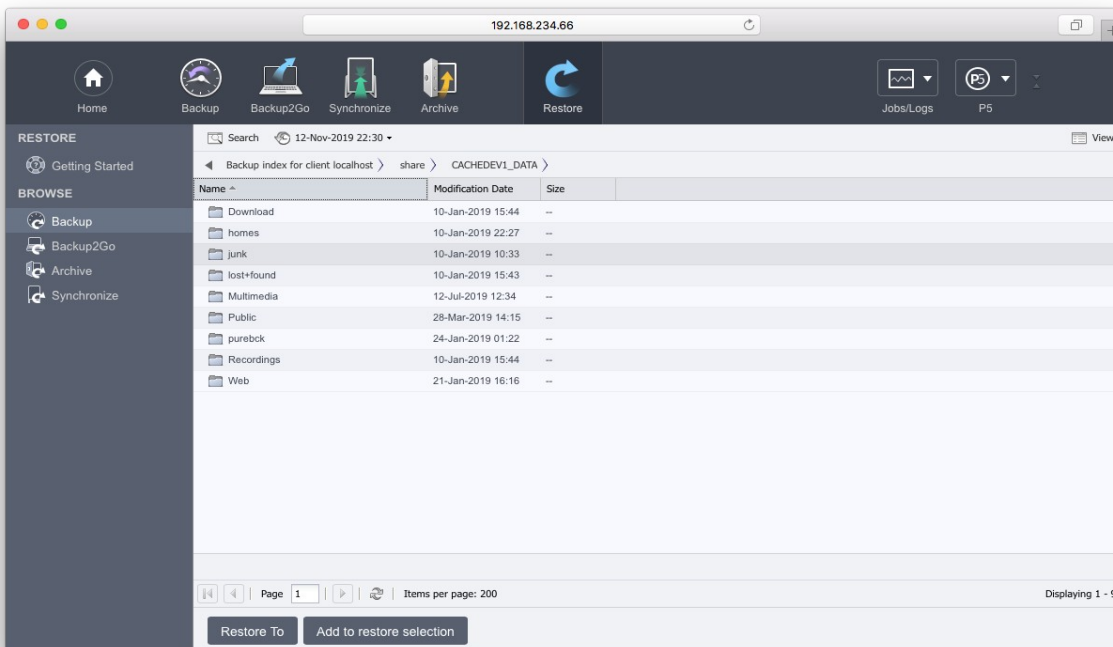 192.168.234.66
Home
Backup
Backup2Go
Synchronize
Archive
Restore
Jobs/Logs
P5
P5
RESTORE
Getting Started
BROWSE
Backup
Backup2Go
Archive
Synchronize
Search 12-Nov-2019 22:30
View
Backup index for client localhost share CACHEDEV1_DATA
Name Modification Date Size
Download 10-Jan-2019 15:44 --
homes 10-Jan-2019 22:27 --
junk 10-Jan-2019 10:33 --
lost+found 10-Jan-2019 15:43 --
Multimedia 12-Jul-2019 12:34 --
Public 28-Mar-2019 14:15 --
purebck 24-Jan-2019 01:22 --
Recordings 10-Jan-2019 15:44 --
Web 21-Jan-2019 16:16 --
Page 1 Items per page: 200
Displaying 1 - 9
Restore To
Add to restore selection